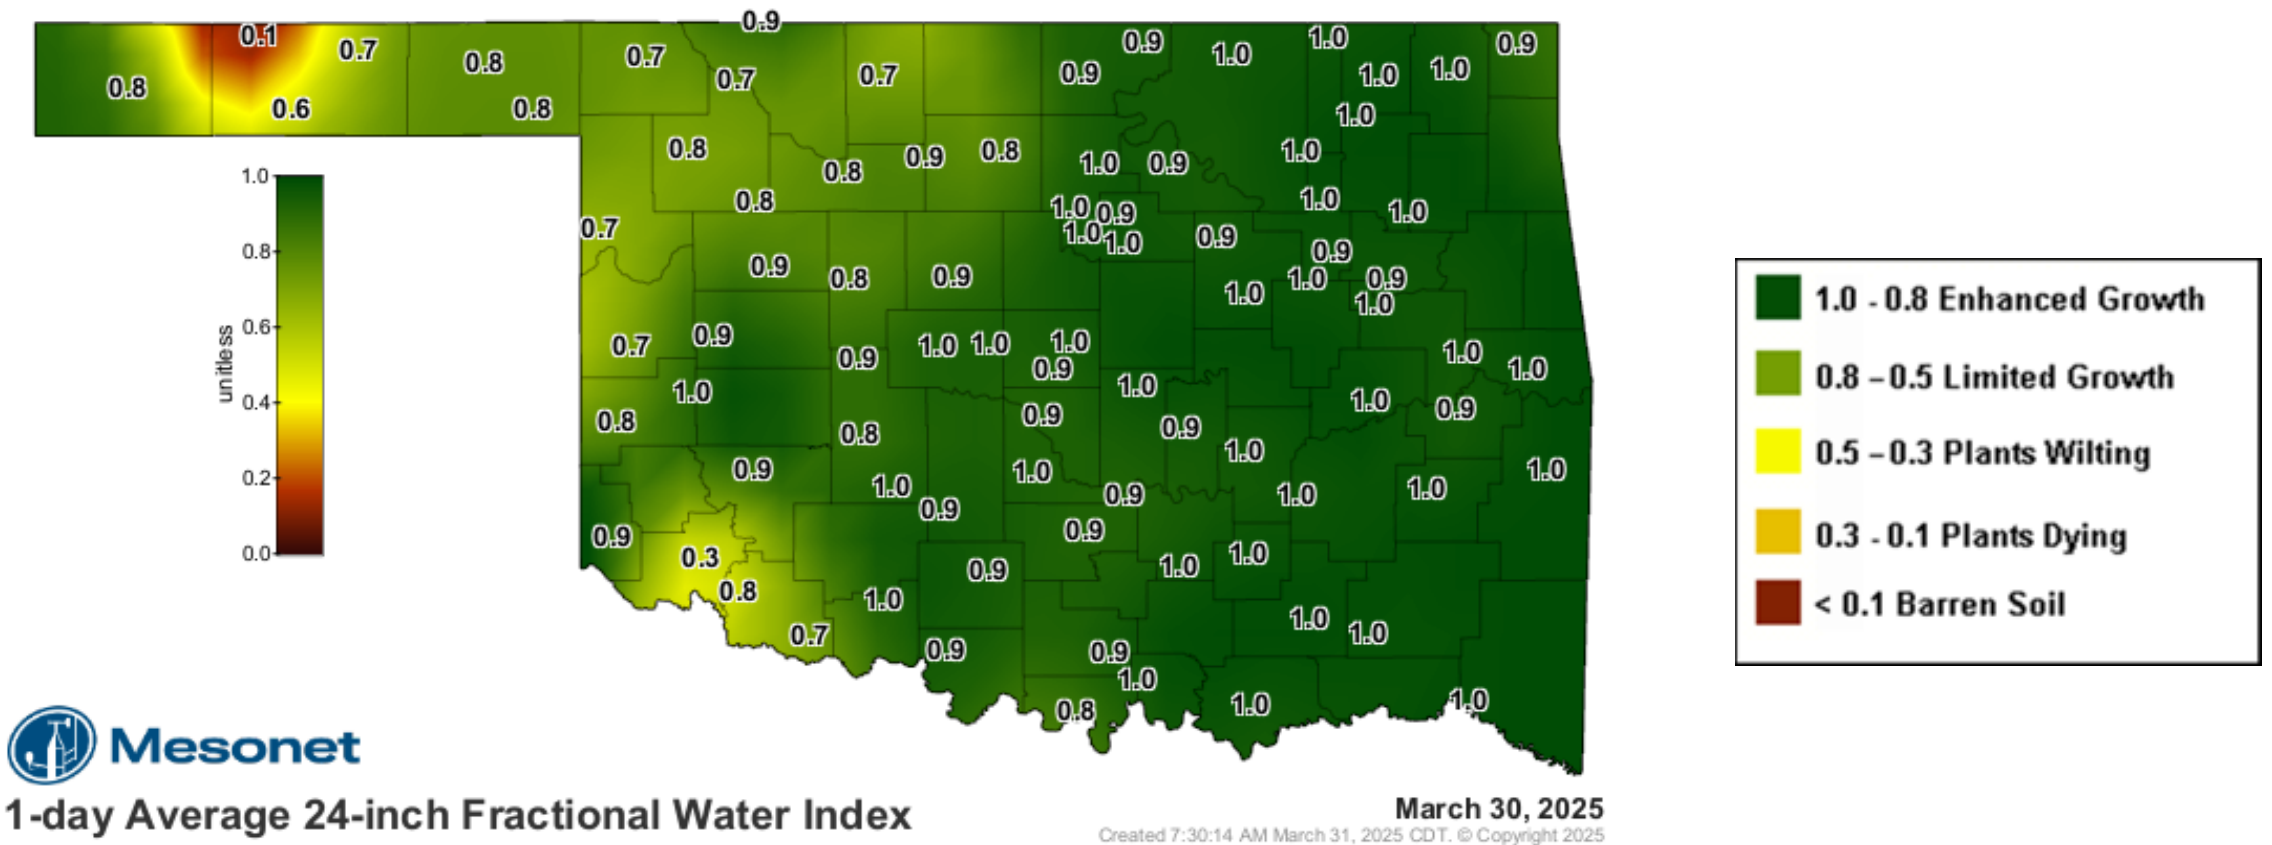 0.9
0.1 0.7 0.8 0.7 0.9 1.0 1.0 0.9
0.8 0.6 0.8 0.7 0.7 0.9 1.0 1.0
1.0
0.8 0.8 0.9 0.8 1.0 0.9 1.0
0.8 1.0 0.9 1.0 1.0
0.7 1.0 1.0 0.9 0.9
0.9 0.8 0.9 1.0 1.0 0.9
1.0
0.7 0.9 0.9 1.0 1.0 1.0 0.9 1.0 1.0
1.0 1.0
0.8 0.8 0.9 0.9 1.0 0.9
0.9 1.0 1.0 1.0
1.0 0.9 0.9 1.0 1.0
0.9 0.9
0.3 0.9 1.0 1.0
0.8 1.0
0.7 0.9 0.9 1.0 1.0
1.0
0.8 1.0 1.0
1.0
0.8
0.6
0.4
0.2
0.0
unitless
1.0 - 0.8 Enhanced Growth
0.8 – 0.5 Limited Growth
0.5 – 0.3 Plants Wilting
0.3 - 0.1 Plants Dying
< 0.1 Barren Soil
Mesonet
1-day Average 24-inch Fractional Water Index
March 30, 2025
Created 7:30:14 AM March 31, 2025 CDT. © Copyright 2025